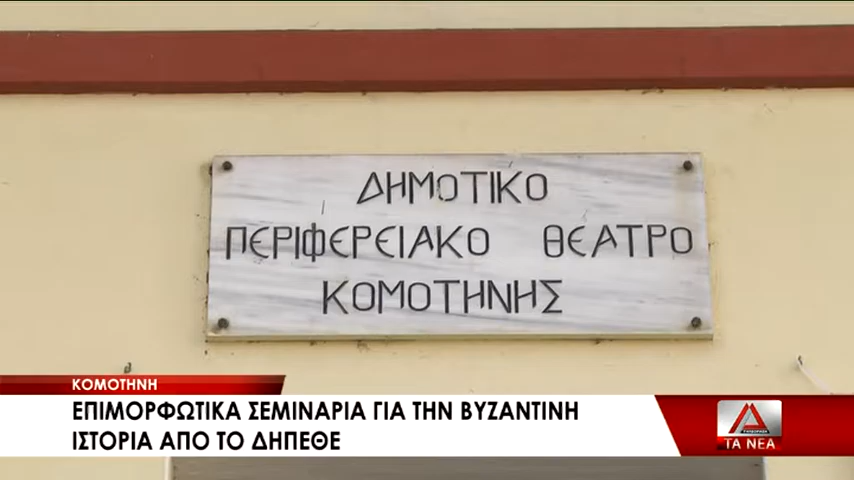 ΔΗΜΟΤΙΚΟ
ΠΕΡΙΦΕΡΕΙΑΚΟ ΘΕΑΤΡΟ
ΚΟΜΟΤΗΝΗΣ
ΚΟΜΟΤΗΝΗ
ΕΠΙΜΟΡΦΩΤΙΚΑ ΣΕΜΙΝΑΡΙΑ ΓΙΑ ΤΗΝ ΒΥΖΑΝΤΙΝΗ
ΙΣΤΟΡΙΑ ΑΠΟ ΤΟ ΔΗΠΕΘΕ
ΤΑ ΝΕΑ